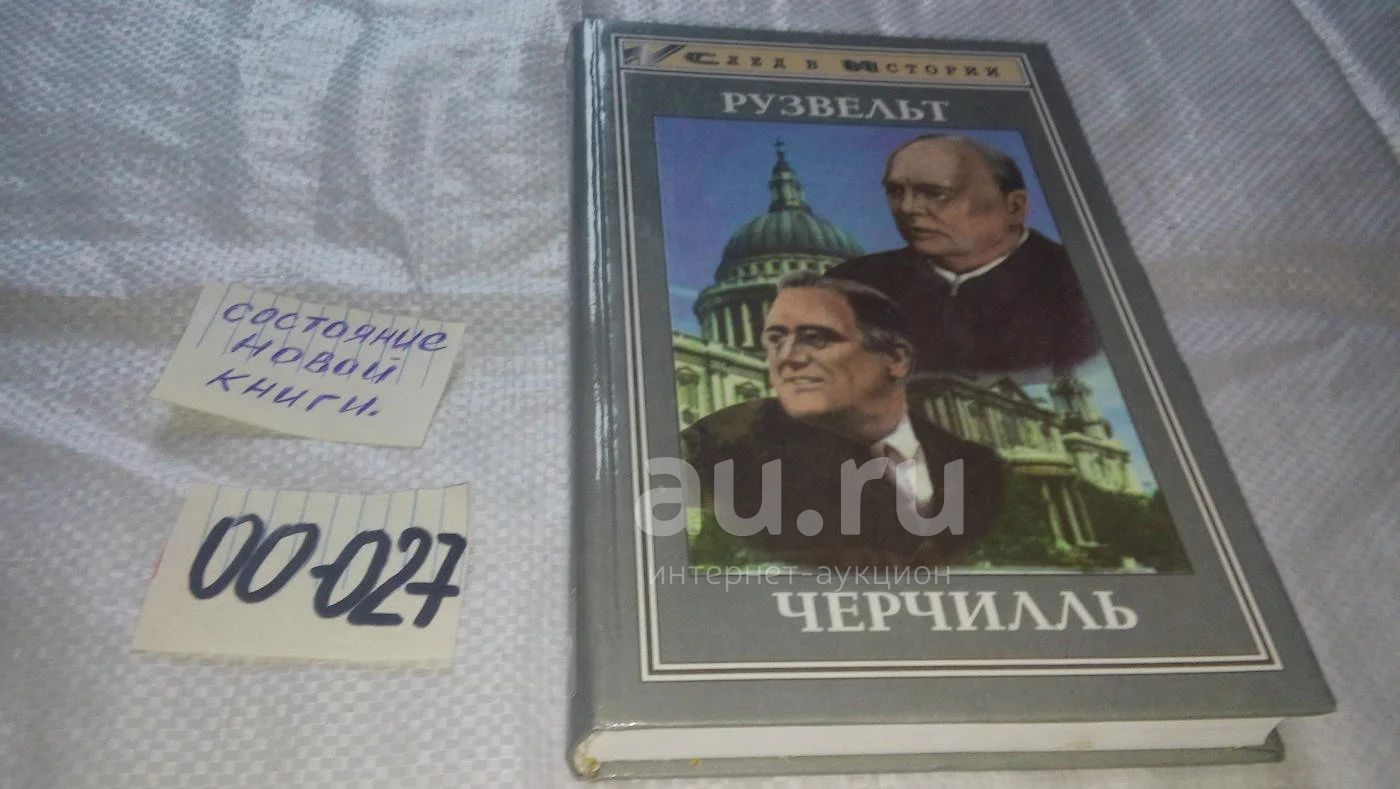 След в Истории
РУЗВЕЛЬТ
ЧЕРЧИЛЛЬ
состояние
новой
книги.
00-027
au.ru
интернет-аукцион